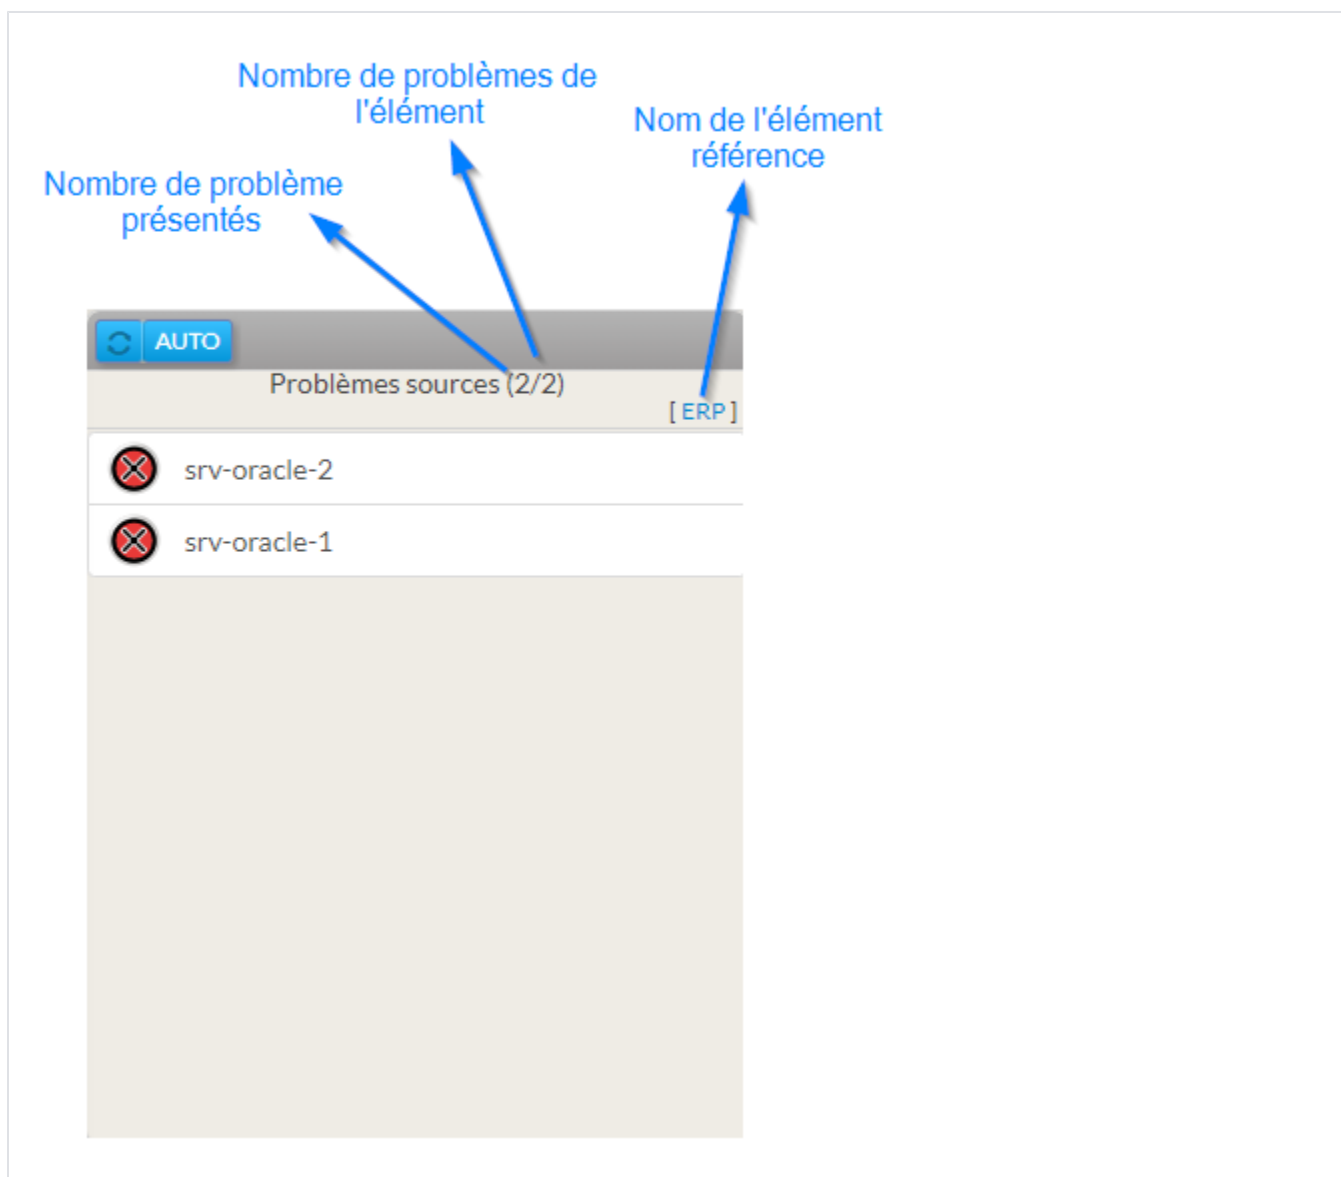 Nombre de problèmes de
l'élément
Nom de l'élément
référence
Nombre de problème
présentés
AUTO
Problèmes sources (2/2)
[ ERP ]
srv-oracle-2
srv-oracle-1